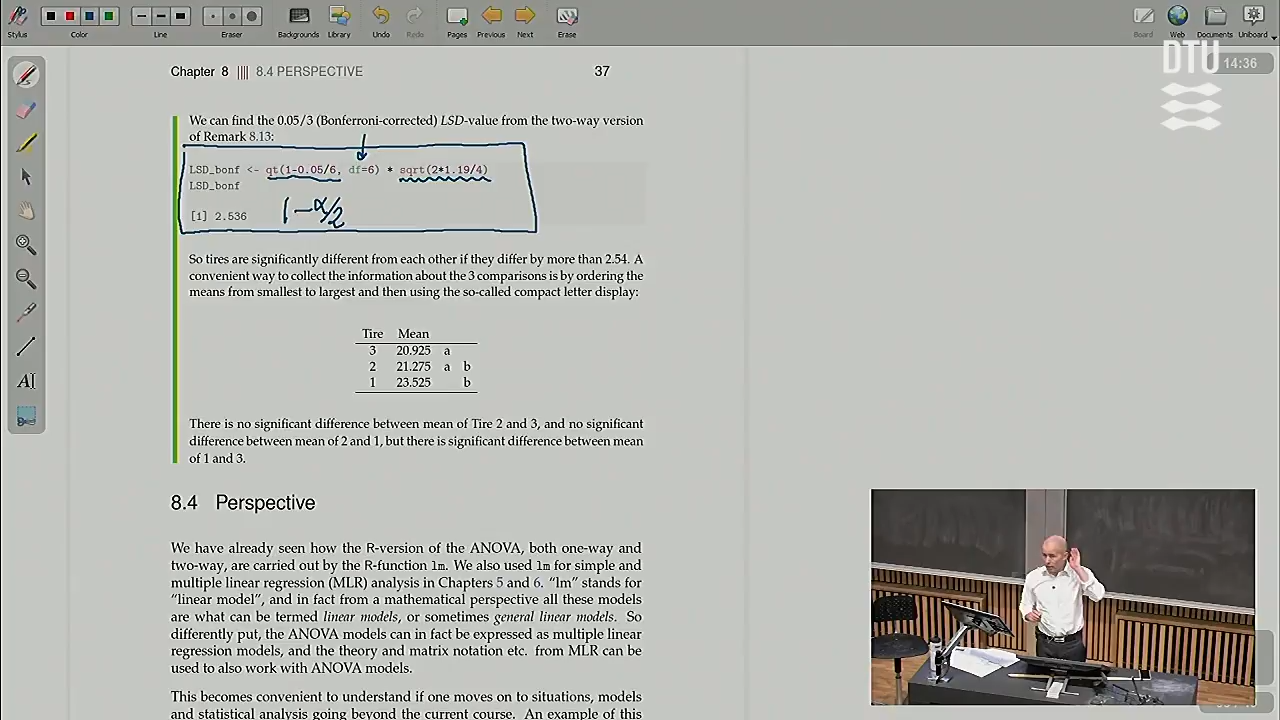 Stylus
Color
Line
Eraser
Backgrounds
Library
Undo
Redo
Pages
Previous
Next
Erase
Board
Web
Documents
Uniboard
DTU
14:36
Chapter 8 |||| 8.4 PERSPECTIVE 37
We can find the 0.05/3 (Bonferroni-corrected) LSD-value from the two-way version
of Remark 8.13:
LSD_bonf <- qt(1-0.05/6, df=6) * sqrt(2*1.19/4)
LSD_bonf
[1] 2.536
1-α/2
So tires are significantly different from each other if they differ by more than 2.54. A
convenient way to collect the information about the 3 comparisons is by ordering the
means from smallest to largest and then using the so-called compact letter display:
Tire Mean
3 20.925 a
2 21.275 a b
1 23.525 b
There is no significant difference between mean of Tire 2 and 3, and no significant
difference between mean of 2 and 1, but there is significant difference between mean
of 1 and 3.
8.4 Perspective
We have already seen how the R-version of the ANOVA, both one-way and
two-way, are carried out by the R-function lm. We also used lm for simple and
multiple linear regression (MLR) analysis in Chapters 5 and 6. “lm” stands for
“linear model”, and in fact from a mathematical perspective all these models
are what can be termed linear models, or sometimes general linear models. So
differently put, the ANOVA models can in fact be expressed as multiple linear
regression models, and the theory and matrix notation etc. from MLR can be
used to also work with ANOVA models.
This becomes convenient to understand if one moves on to situations, models
and statistical analysis going beyond the current course. An example of this